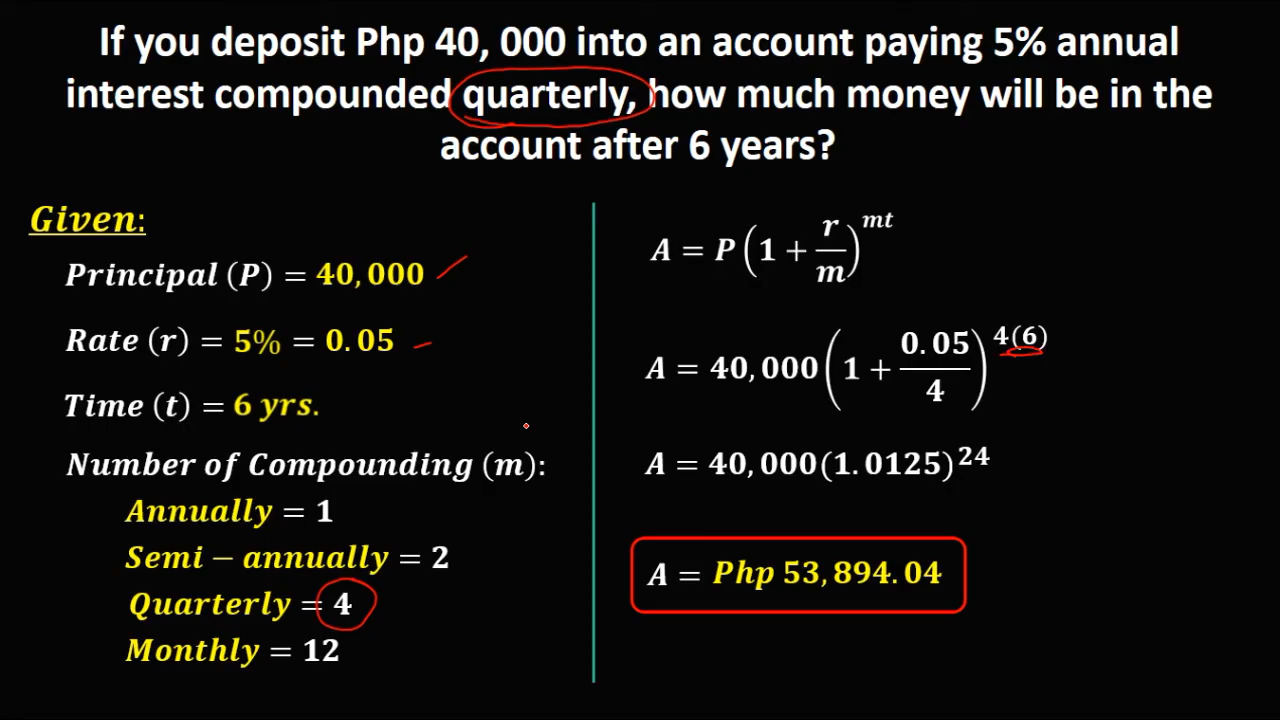 If you deposit Php 40, 000 into an account paying 5% annual
interest compounded quarterly, how much money will be in the
account after 6 years?
Given:
Principal (P) = 40,000
Rate (r) = 5% = 0.05
Time (t) = 6 yrs.
Number of Compounding (m):
Annually = 1
Semi − annually = 2
Quarterly = 4
Monthly = 12
A = P(1 + r/m)^mt
A = 40,000(1 + 0.05/4)^4(6)
A = 40,000(1.0125)^24
A = Php 53,894.04